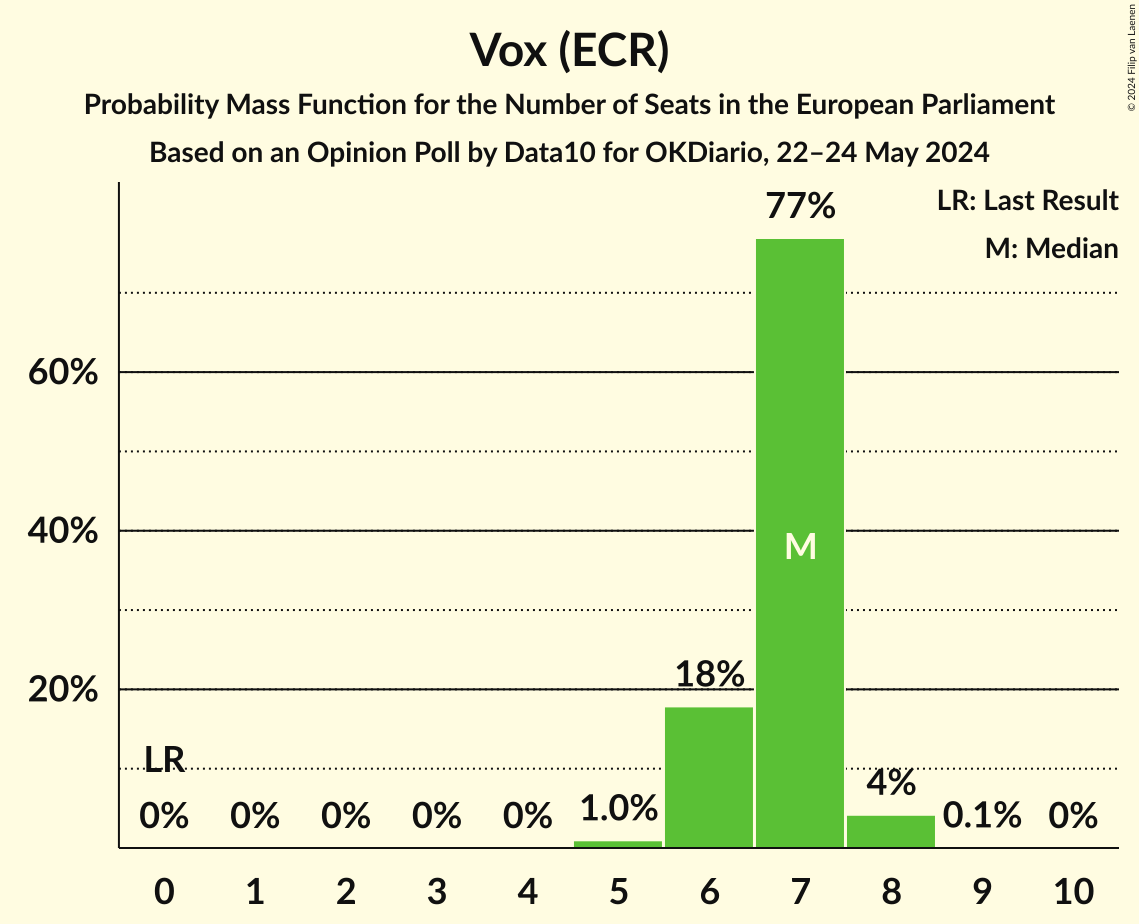 Vox (ECR)
Probability Mass Function for the Number of Seats in the European Parliament
Based on an Opinion Poll by Data10 for OKDiario, 22–24 May 2024
© 2024 Filip van Laenen
LR: Last Result
M: Median
77%
60%
40%
M
20%
18%
LR
4%
0% 0% 0% 0% 0% 1.0% 0.1% 0%
0 1 2 3 4 5 6 7 8 9 10